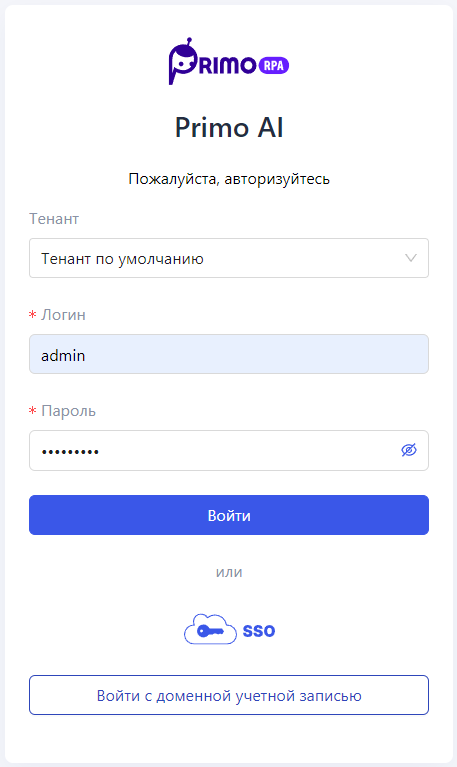 PRIMO RPA
Primo AI
Пожалуйста, авторизуйтесь
Тенант
Тенант по умолчанию
* Логин
admin
* Пароль
•••••••••
Войти
или
SSO
Войти с доменной учетной записью